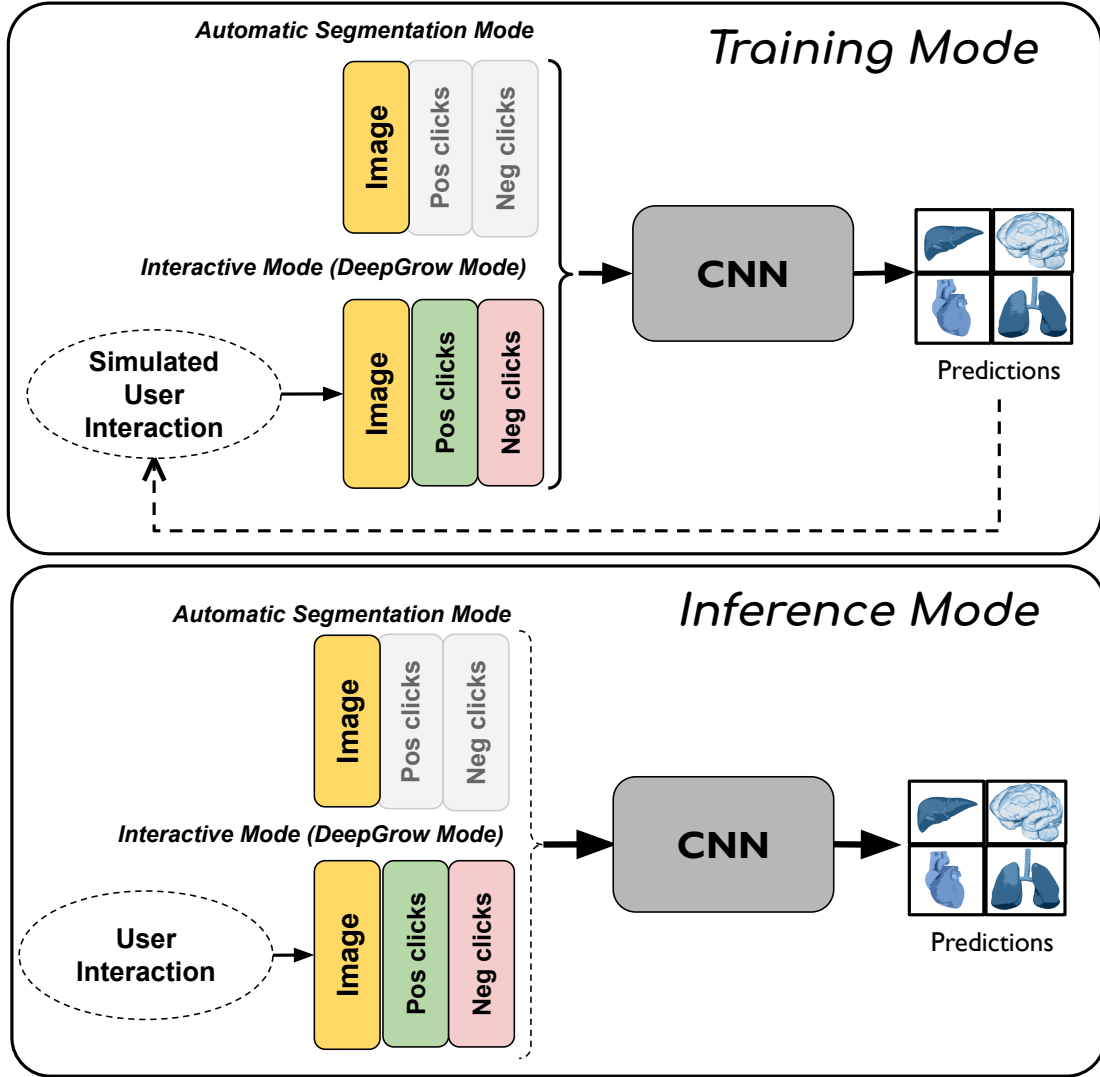 Automatic Segmentation Mode
Training Mode
Image
Pos clicks
Neg clicks
Interactive Mode (DeepGrow Mode)
CNN
Simulated
User
Interaction
Image
Pos clicks
Neg clicks
Predictions
Automatic Segmentation Mode
Inference Mode
Image
Pos clicks
Neg clicks
Interactive Mode (DeepGrow Mode)
CNN
User
Interaction
Image
Pos clicks
Neg clicks
Predictions